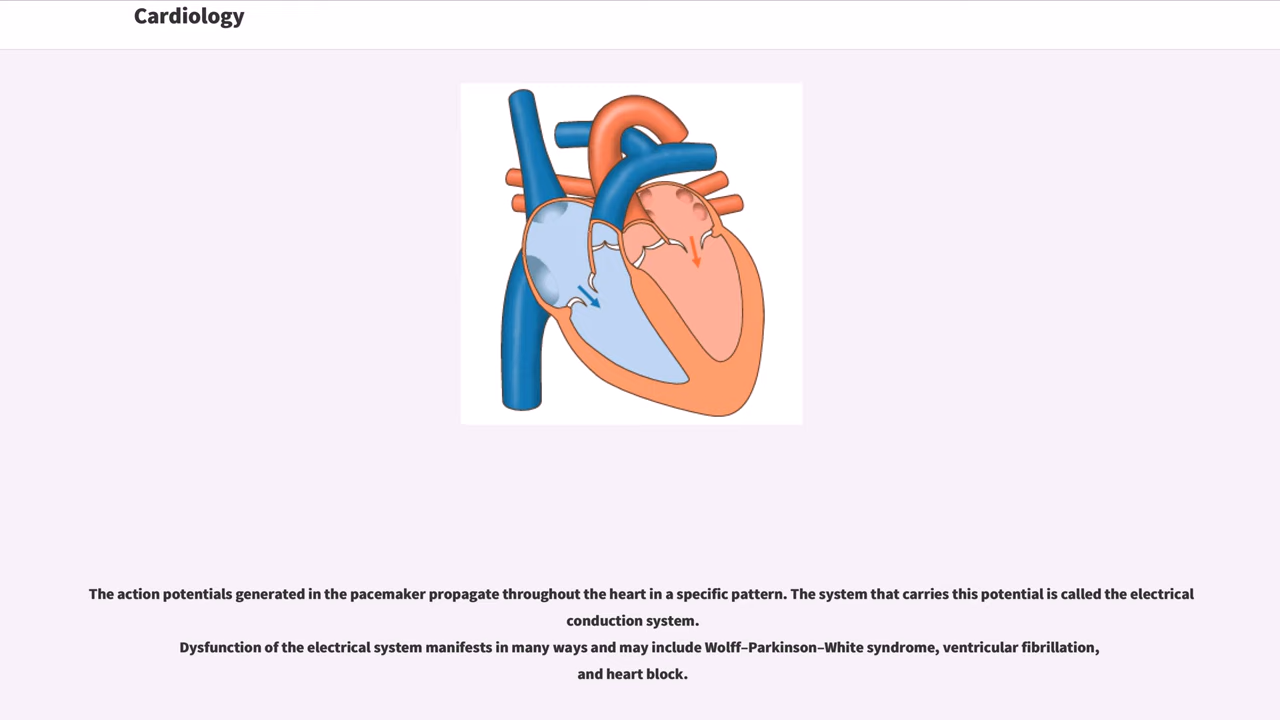 Cardiology
The action potentials generated in the pacemaker propagate throughout the heart in a specific pattern. The system that carries this potential is called the electrical
conduction system.
Dysfunction of the electrical system manifests in many ways and may include Wolff–Parkinson–White syndrome, ventricular fibrillation,
and heart block.